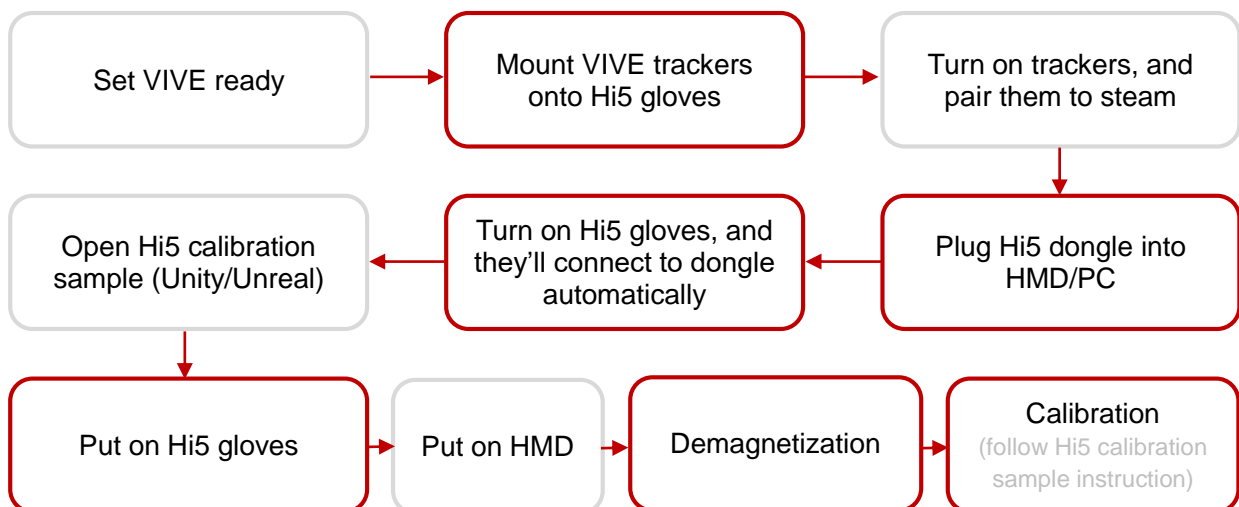 Set VIVE ready
Mount VIVE trackers
onto Hi5 gloves
Turn on trackers, and
pair them to steam
Plug Hi5 dongle into
HMD/PC
Turn on Hi5 gloves, and
they’ll connect to dongle
automatically
Open Hi5 calibration
sample (Unity/Unreal)
Put on Hi5 gloves
Put on HMD
Demagnetization
Calibration
(follow Hi5 calibration
sample instruction)